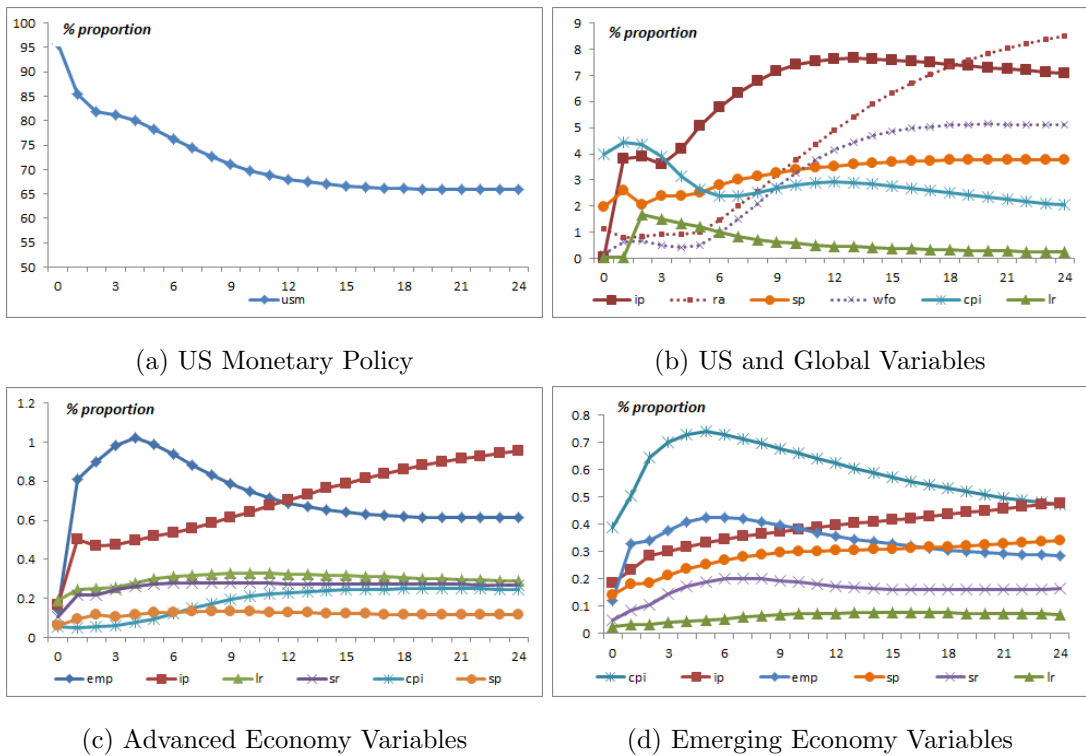 % proportion
100
95
90
85
80
75
70
65
60
55
50
0 3 6 9 12 15 18 21 24
usm
(a) US Monetary Policy
% proportion
9
8
7
6
5
4
3
2
1
0
0 3 6 9 12 15 18 21 24
ip ra sp wfo cpi lr
(b) US and Global Variables
% proportion
1.2
1
0.8
0.6
0.4
0.2
0
0 3 6 9 12 15 18 21 24
emp ip lr sr cpi sp
(c) Advanced Economy Variables
% proportion
0.8
0.7
0.6
0.5
0.4
0.3
0.2
0.1
0
0 3 6 9 12 15 18 21 24
cpi ip emp sp sr lr
(d) Emerging Economy Variables